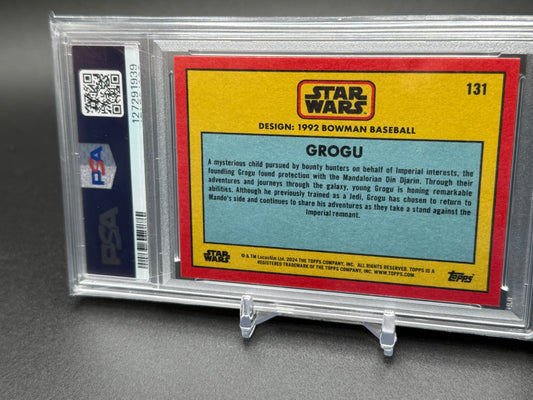 PSA
PSA
127291939
STAR
WARS
131
DESIGN: 1992 BOWMAN BASEBALL
GROGU
A mysterious child pursued by bounty hunters on behalf of Imperial interests, the
foundling Grogu found protection with the Mandalorian Din Djarin. Through their
adventures and journeys through the galaxy, young Grogu is honing remarkable
abilities. Although he previously trained as a Jedi, Grogu has chosen to return to
Mando's side and continues to share his adventures as they take a stand against the
Imperial remnant.
STAR
WARS
© & TM Lucasfilm Ltd. 2024 THE TOPPS COMPANY, INC. ALL RIGHTS RESERVED. TOPPS IS A
REGISTERED TRADEMARK OF THE TOPPS COMPANY, INC. WWW.TOPPS.COM
Topps